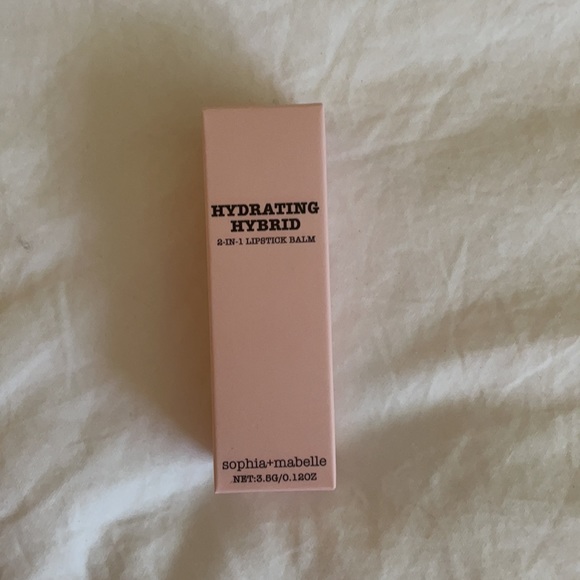 HYDRATING
HYBRID
2-IN-1 LIPSTICK BALM
sophia+mabelle
NET:3.5G/0.12OZ